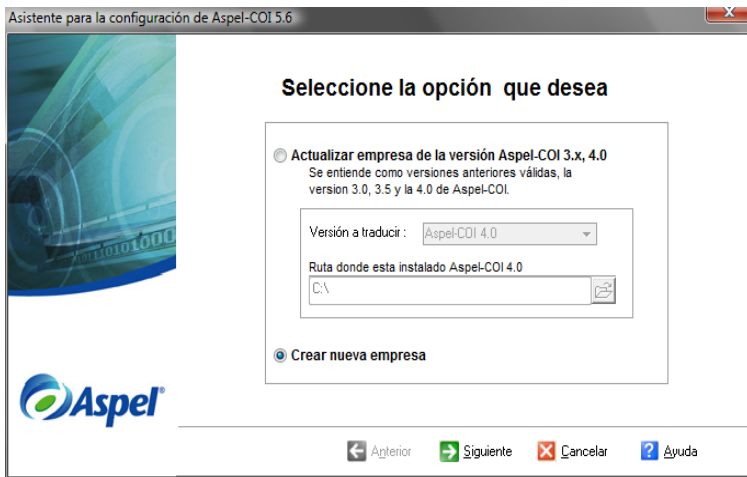 Asistente para la configuración de Aspel-COI 5.6
Seleccione la opción que desea
Actualizar empresa de la versión Aspel-COI 3.x, 4.0
Se entiende como versiones anteriores válidas, la
version 3.0, 3.5 y la 4.0 de Aspel-COI.
Versión a traducir :
Aspel-COI 4.0
Ruta donde esta instalado Aspel-COI 4.0
C:\
Crear nueva empresa
Aspel®
Anterior
Siguiente
Cancelar
? Ayuda